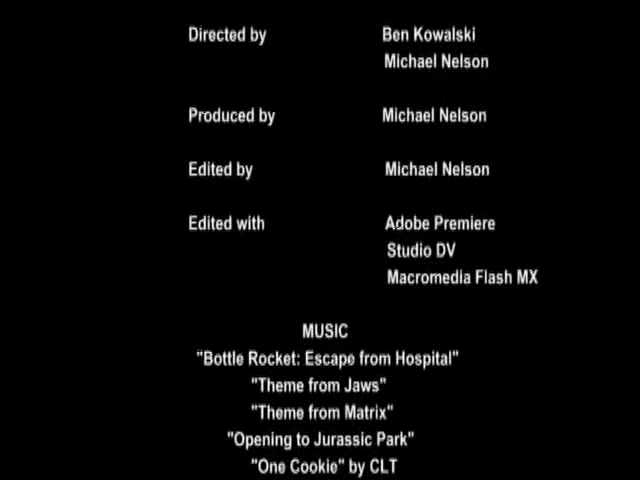 Directed by Ben Kowalski
Michael Nelson
Produced by Michael Nelson
Edited by Michael Nelson
Edited with Adobe Premiere
Studio DV
Macromedia Flash MX
MUSIC
"Bottle Rocket: Escape from Hospital"
"Theme from Jaws"
"Theme from Matrix"
"Opening to Jurassic Park"
"One Cookie" by CLT